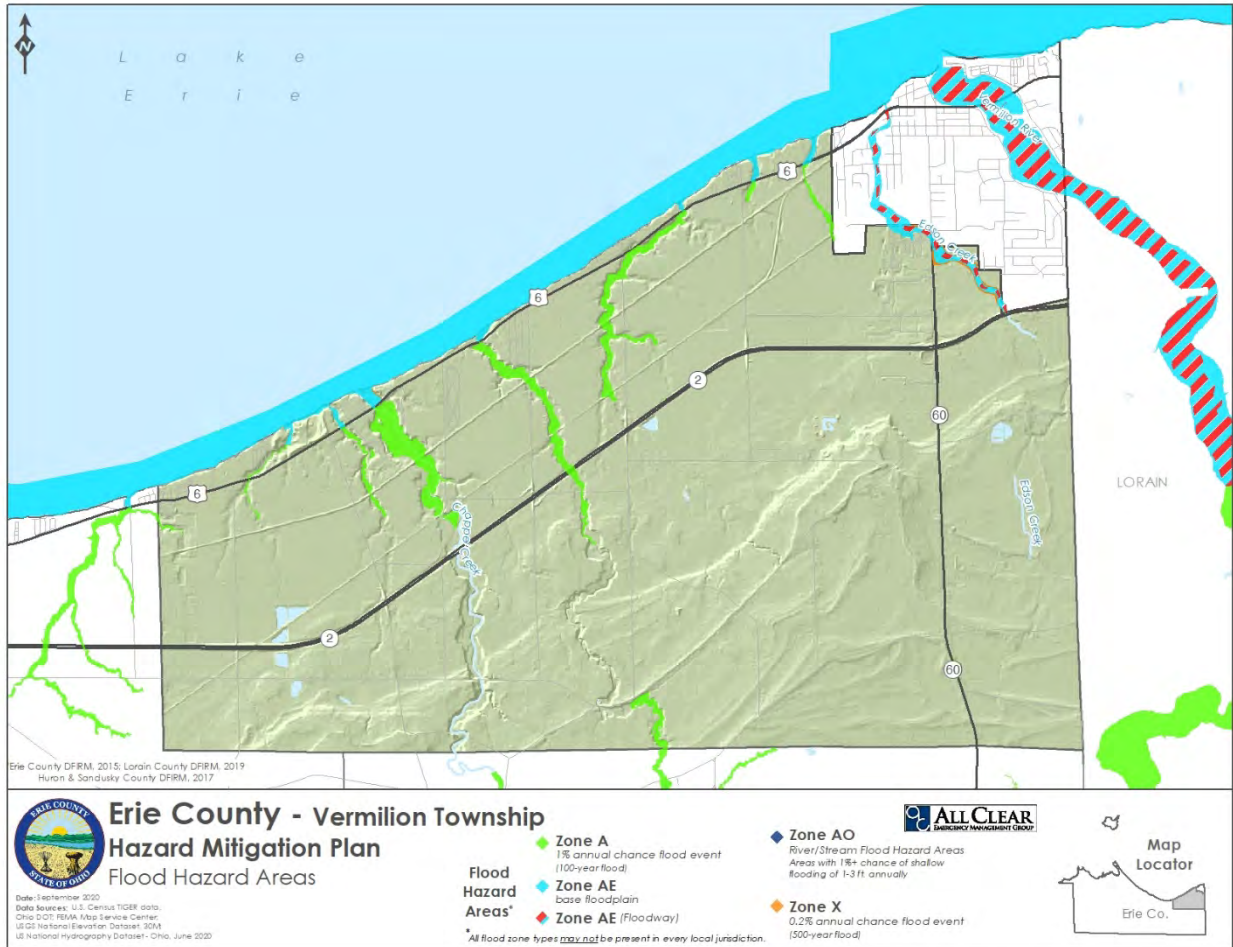 N
L a k e
E r i e
Vermilion River
6
Edson Creek
6
2
60
6
LORAIN
Edson Creek
Chappel Creek
2
60
Erie County DFIRM, 2015; Lorain County DFIRM, 2019
Huron & Sandusky County DFIRM, 2017
ERIE COUNTY
STATE OF OHIO
Erie County - Vermilion Township
Hazard Mitigation Plan
Flood Hazard Areas
Date: September 2020
Data Sources: U.S. Census TIGER data,
Ohio DOT; FEMA Map Service Center;
USGS National Elevation Dataset, 30M;
US National Hydrography Dataset - Ohio, June 2020
Flood
Hazard
Areas*
Zone A
1% annual chance flood event
(100-year flood)
Zone AE
base floodplain
Zone AE (Floodway)
*All flood zone types may not be present in every local jurisdiction.
Zone AO
River/Stream Flood Hazard Areas
Areas with 1%+ chance of shallow
flooding of 1-3 ft. annually
Zone X
0.2% annual chance flood event
(500-year flood)
ALL CLEAR
EMERGENCY MANAGEMENT GROUP
Map
Locator
Erie Co.